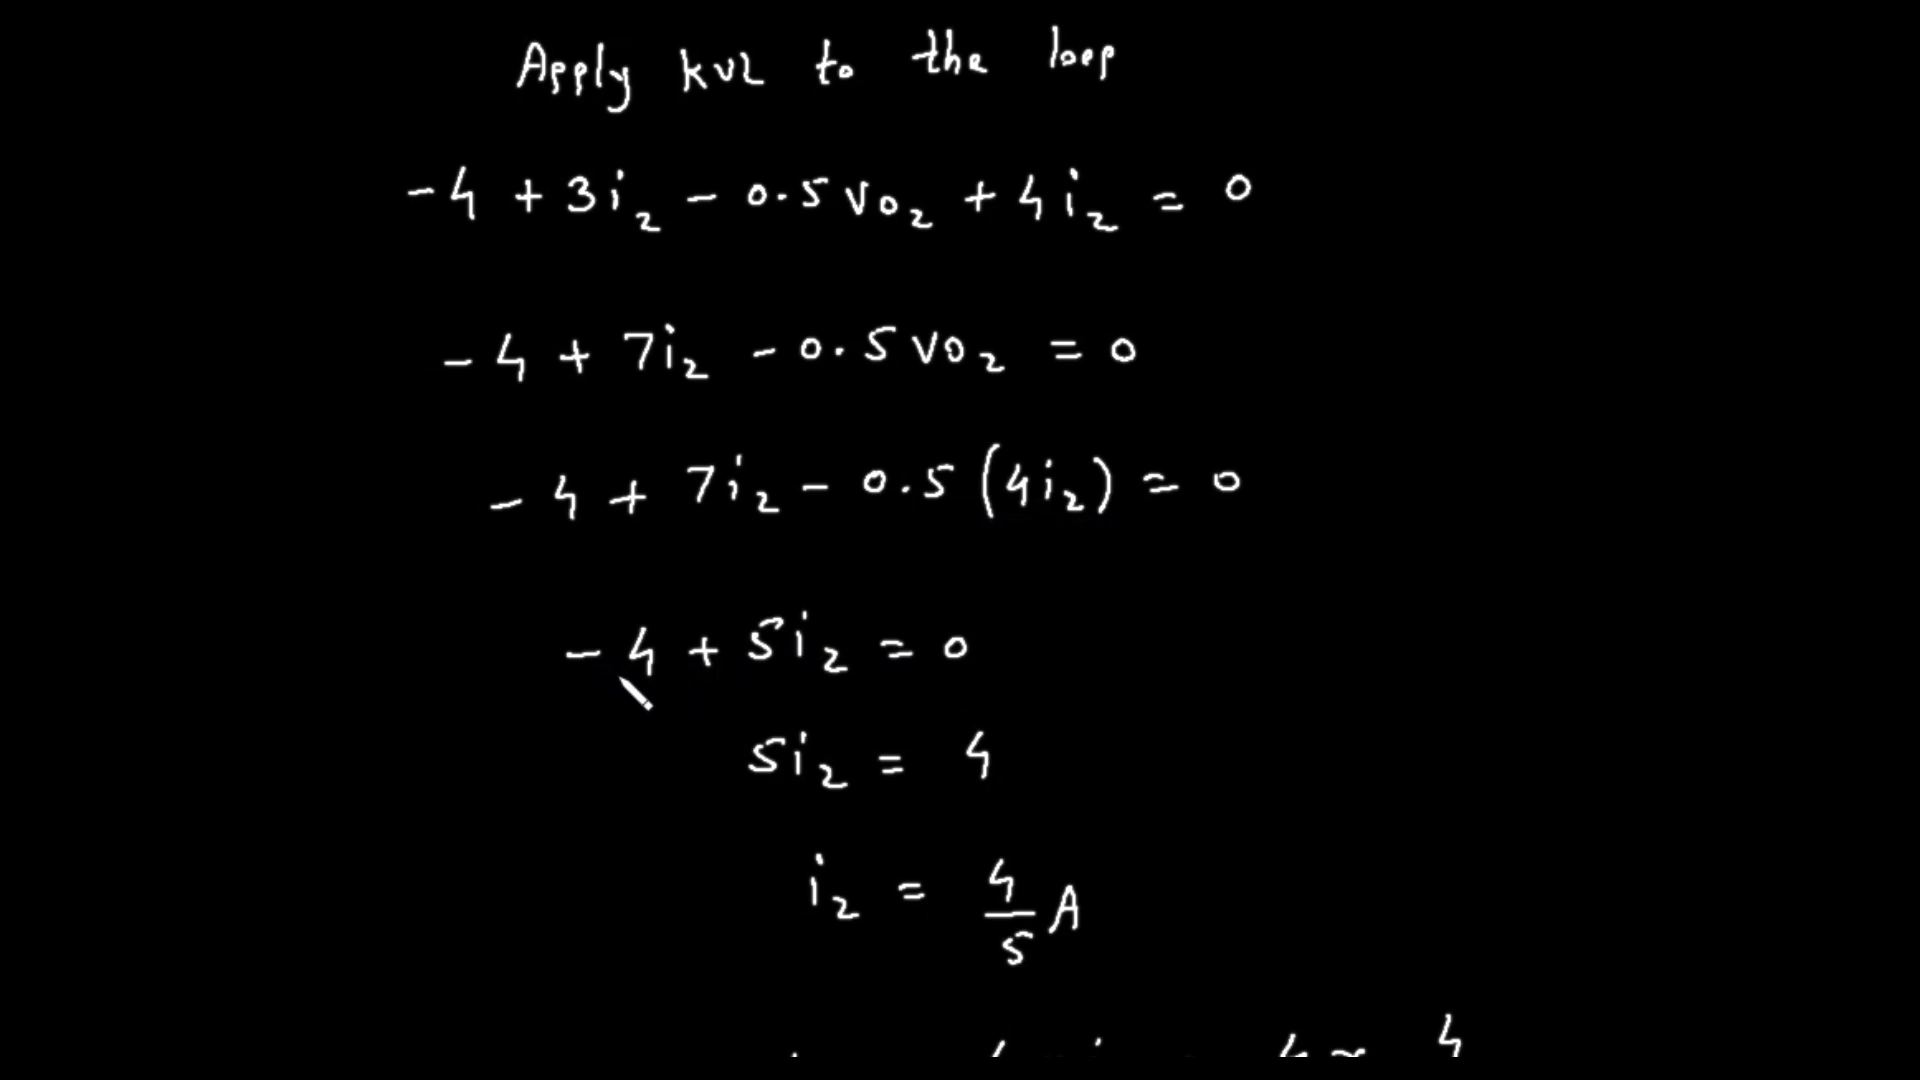 Apply kvl to the loop
-4 + 3i₂ - 0.5 vo₂ + 4i₂ = 0
-4 + 7i₂ - 0.5 vo₂ = 0
-4 + 7i₂ - 0.5 (4i₂) = 0
-4 + 5i₂ = 0
5i₂ = 4
i₂ = 4/5 A